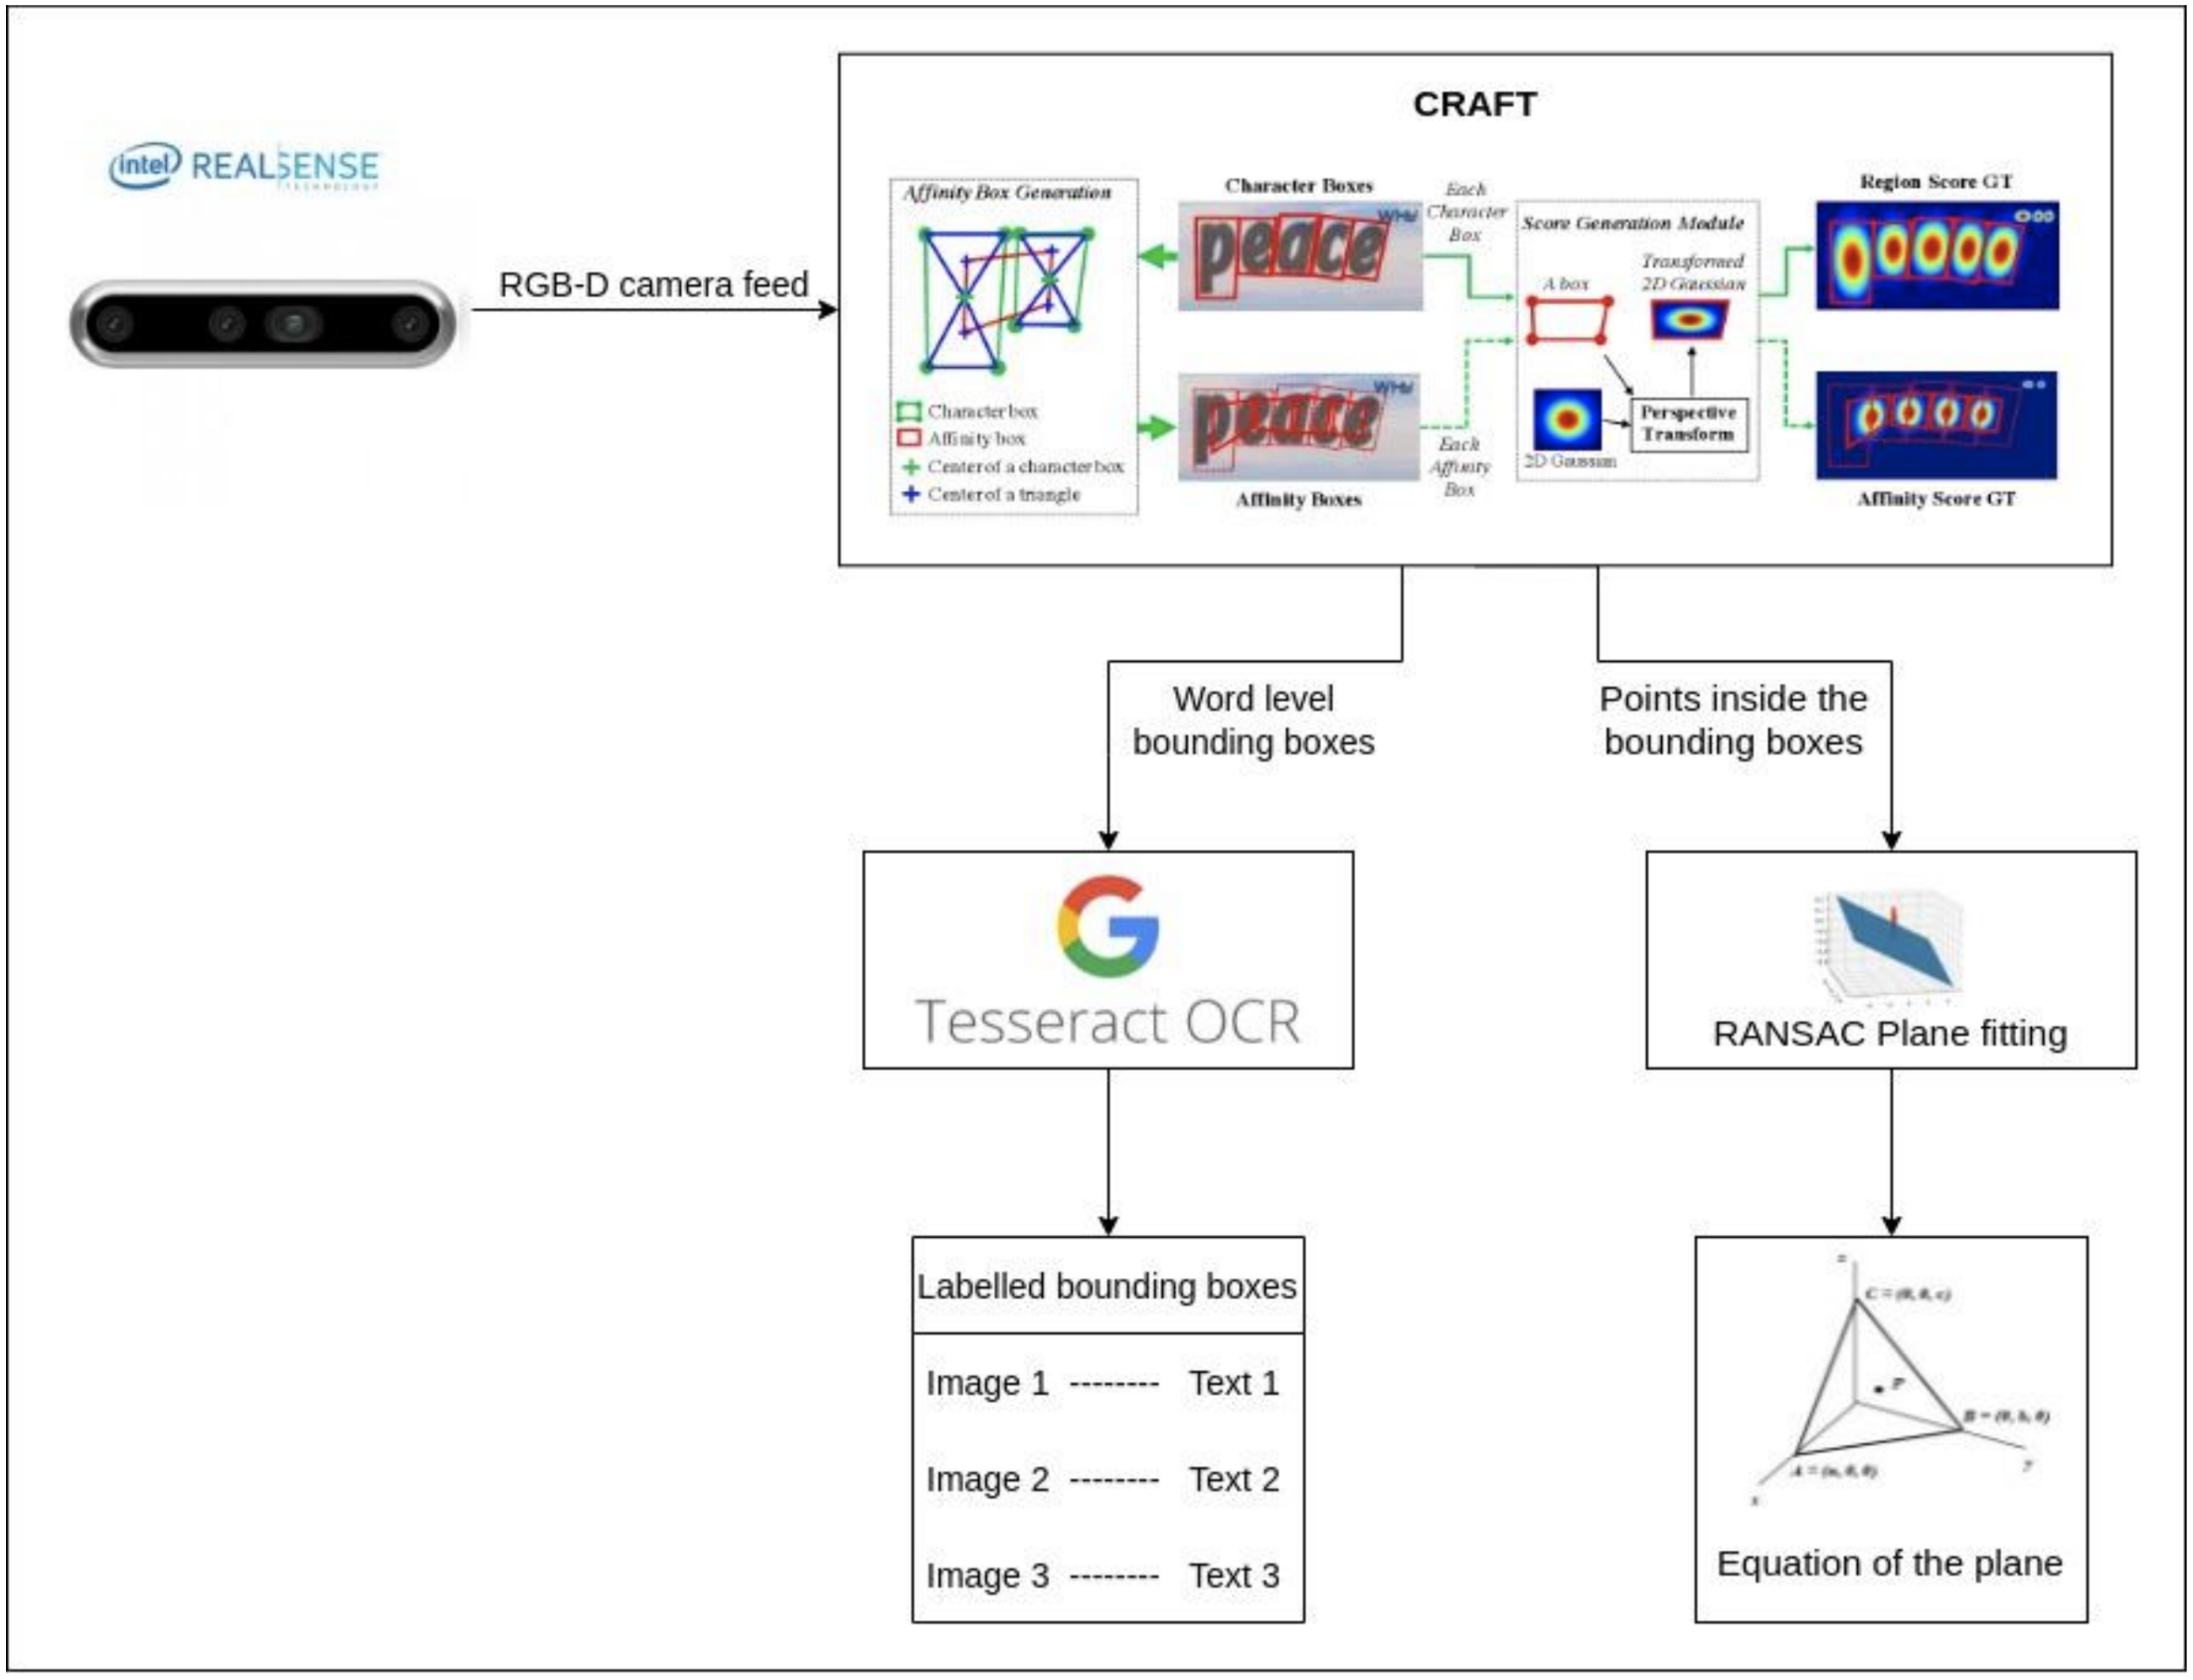 intel REALSENSE
TECHNOLOGY
RGB-D camera feed
CRAFT
Affinity Box Generation
Character box
Affinity box
Center of a character box
Center of a triangle
Character Boxes
peace
WHW
Affinity Boxes
peace
WHW
Each
Character
Box
Each
Affinity
Box
Score Generation Module
A box
Transformed
2D Gaussian
2D Gaussian
Perspective
Transform
Region Score GT
Affinity Score GT
Word level
bounding boxes
Points inside the
bounding boxes
G
Tesseract OCR
RANSAC Plane fitting
Labelled bounding boxes
Image 1 -------- Text 1
Image 2 -------- Text 2
Image 3 -------- Text 3
z
C = (0, 0, c)
P
B = (0, b, 0)
A = (a, 0, 0)
y
x
Equation of the plane